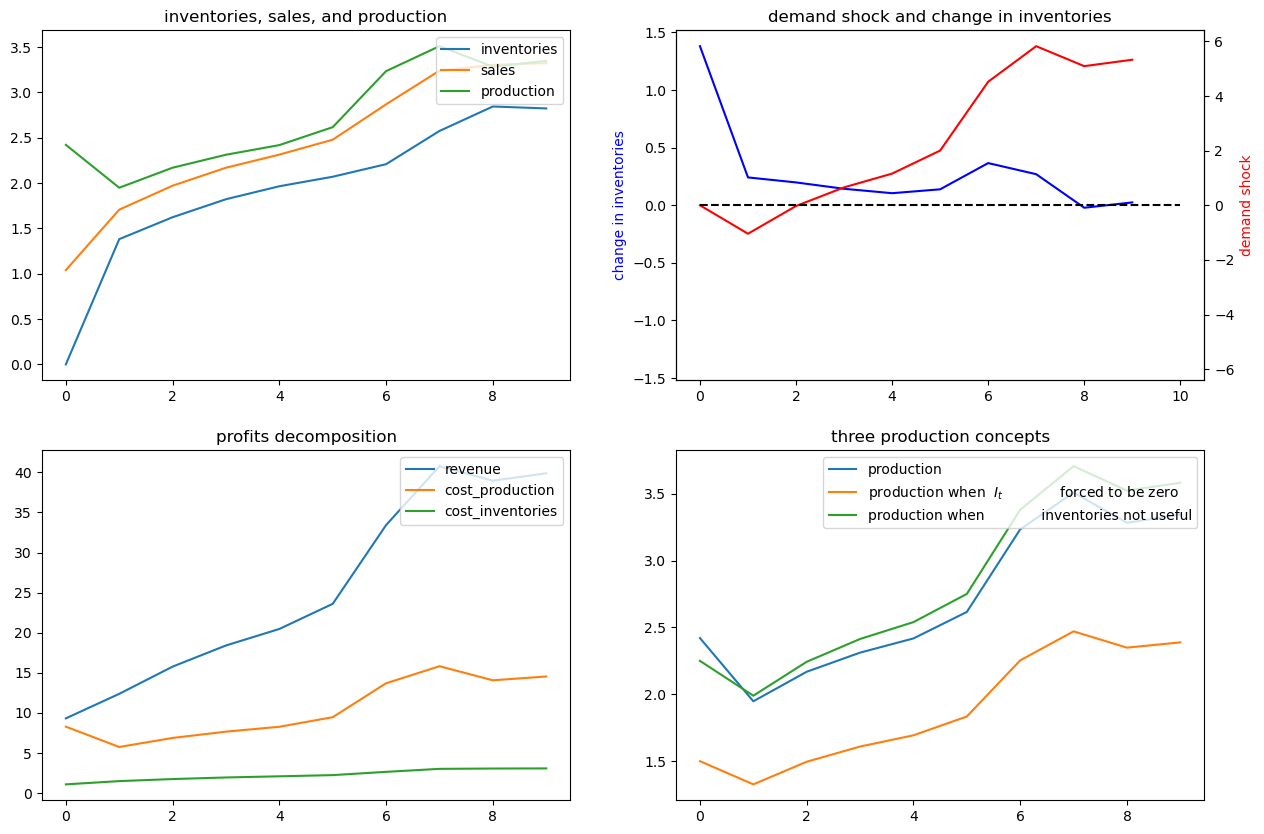 inventories, sales, and production
3.5
3.0
2.5
2.0
1.5
1.0
0.5
0.0
0 2 4 6 8
inventories
sales
production
demand shock and change in inventories
1.5
1.0
0.5
0.0
−0.5
−1.0
−1.5
change in inventories
0 2 4 6 8 10
6
4
2
0
−2
−4
−6
demand shock
profits decomposition
40
35
30
25
20
15
10
5
0
0 2 4 6 8
revenue
cost_production
cost_inventories
three production concepts
3.5
3.0
2.5
2.0
1.5
0 2 4 6 8
production
production when I_t forced to be zero
production when inventories not useful